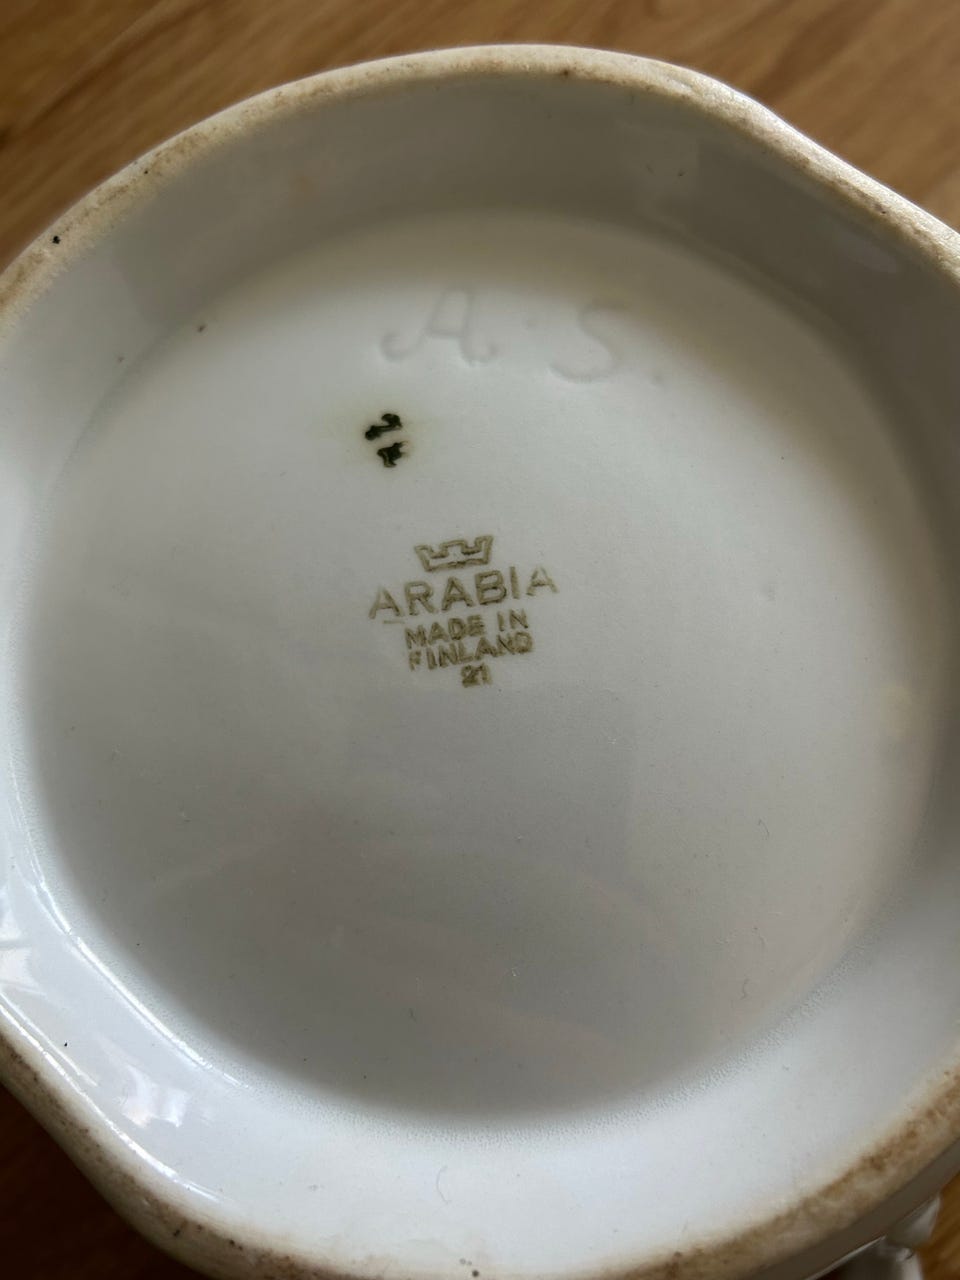 A. S.
ARABIA
MADE IN
FINLAND
21